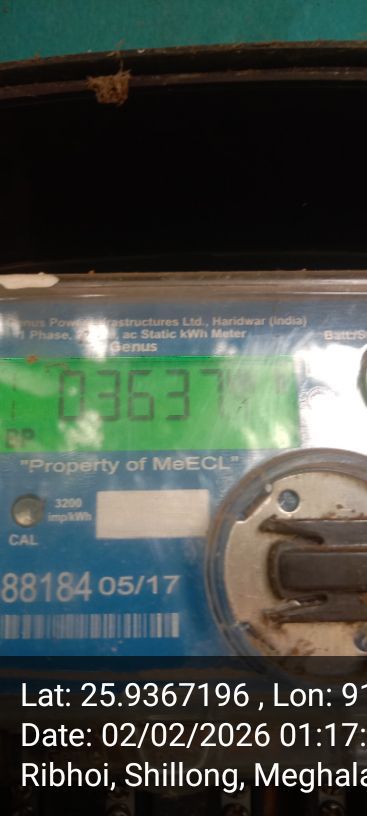 Genus Power Infrastructures Ltd., Haridwar (India)
1 Phase, ac Static kWh Meter
Genus
03637
"Property of MeECL"
3200
imp/kWh
CAL
88184 05/17
Lat: 25.9367196 , Lon: 91
Date: 02/02/2026 01:17:
Ribhoi, Shillong, Meghala